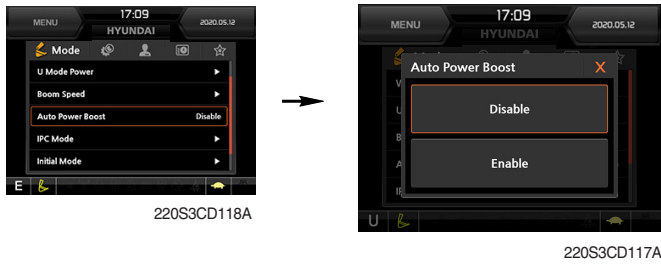 MENU
17:09
2020.05.12
HYUNDAI
Mode
U Mode Power
Boom Speed
Auto Power Boost Disable
IPC Mode
Initial Mode
E
220S3CD118A
MENU
17:09
2020.05.12
HYUNDAI
Auto Power Boost X
Disable
Enable
U
220S3CD117A